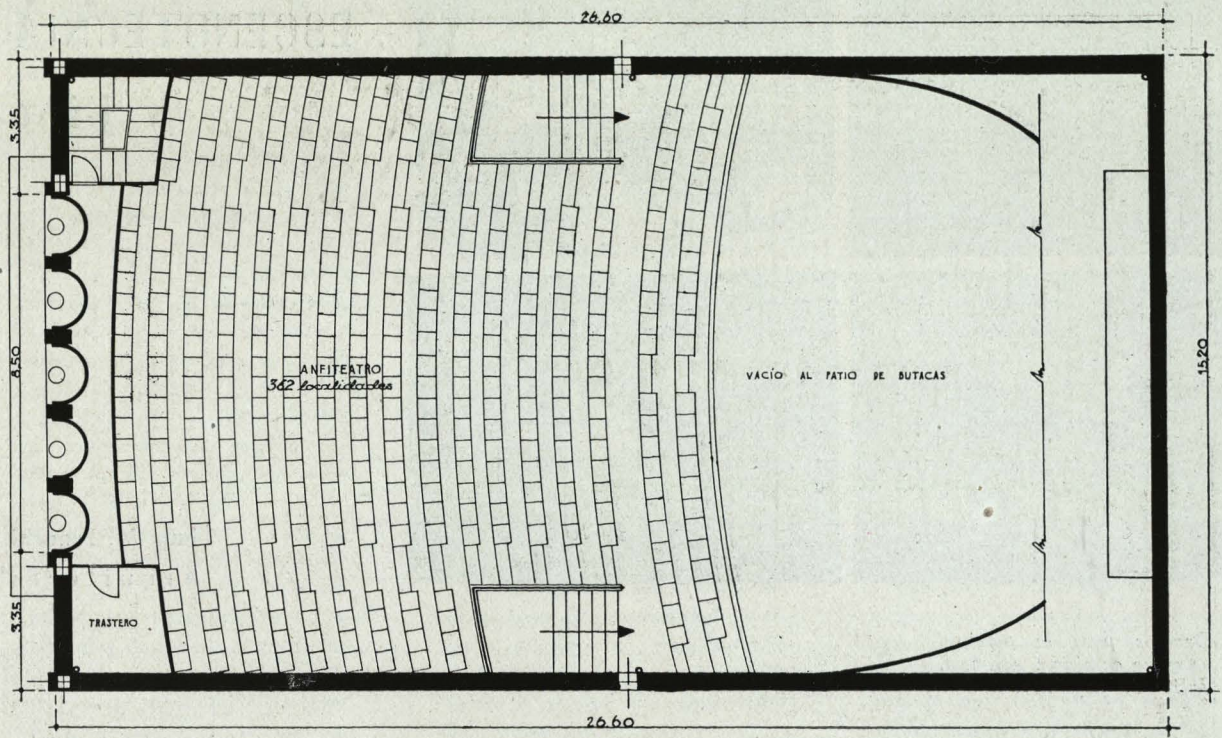 26,60
3,35
8,50
3,35
15,20
ANFITEATRO
362 localidades
VACÍO AL PATIO DE BUTACAS
TRASTERO
26,60